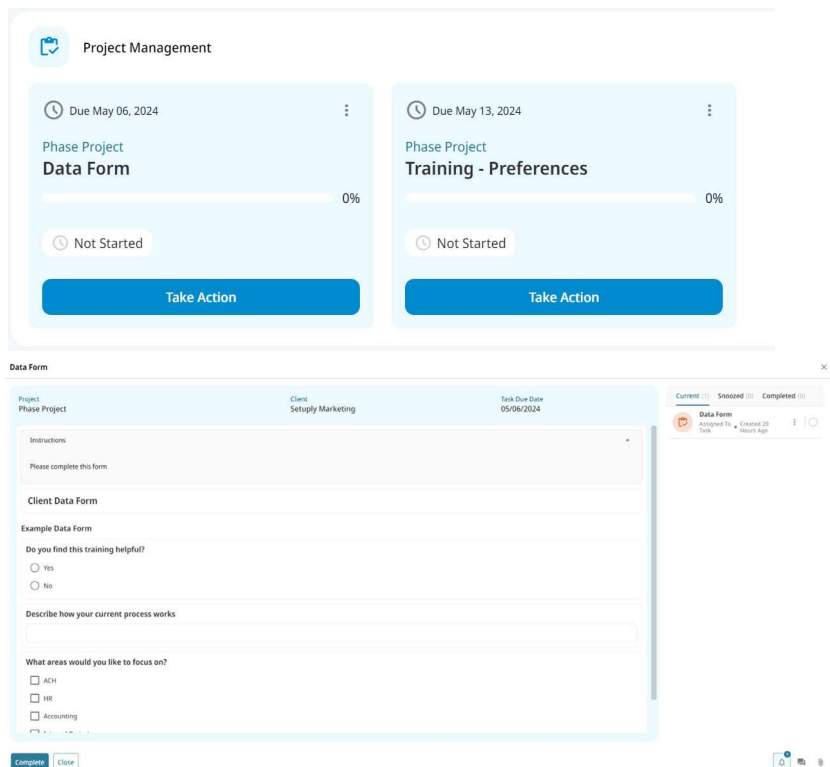 Project Management
Due May 06, 2024
Phase Project
Data Form
0%
Not Started
Take Action
Due May 13, 2024
Phase Project
Training - Preferences
0%
Not Started
Take Action
Data Form
Project
Phase Project
Client
Setuply Marketing
Task Due Date
05/06/2024
Instructions
Please complete this form
Client Data Form
Example Data Form
Do you find this training helpful?
Yes
No
Describe how your current process works
What areas would you like to focus on?
ACH
HR
Accounting
Current (1) Snoozed (0) Completed (0)
Data Form
Assigned To Task • Created 20 Hours Ago
Complete Close